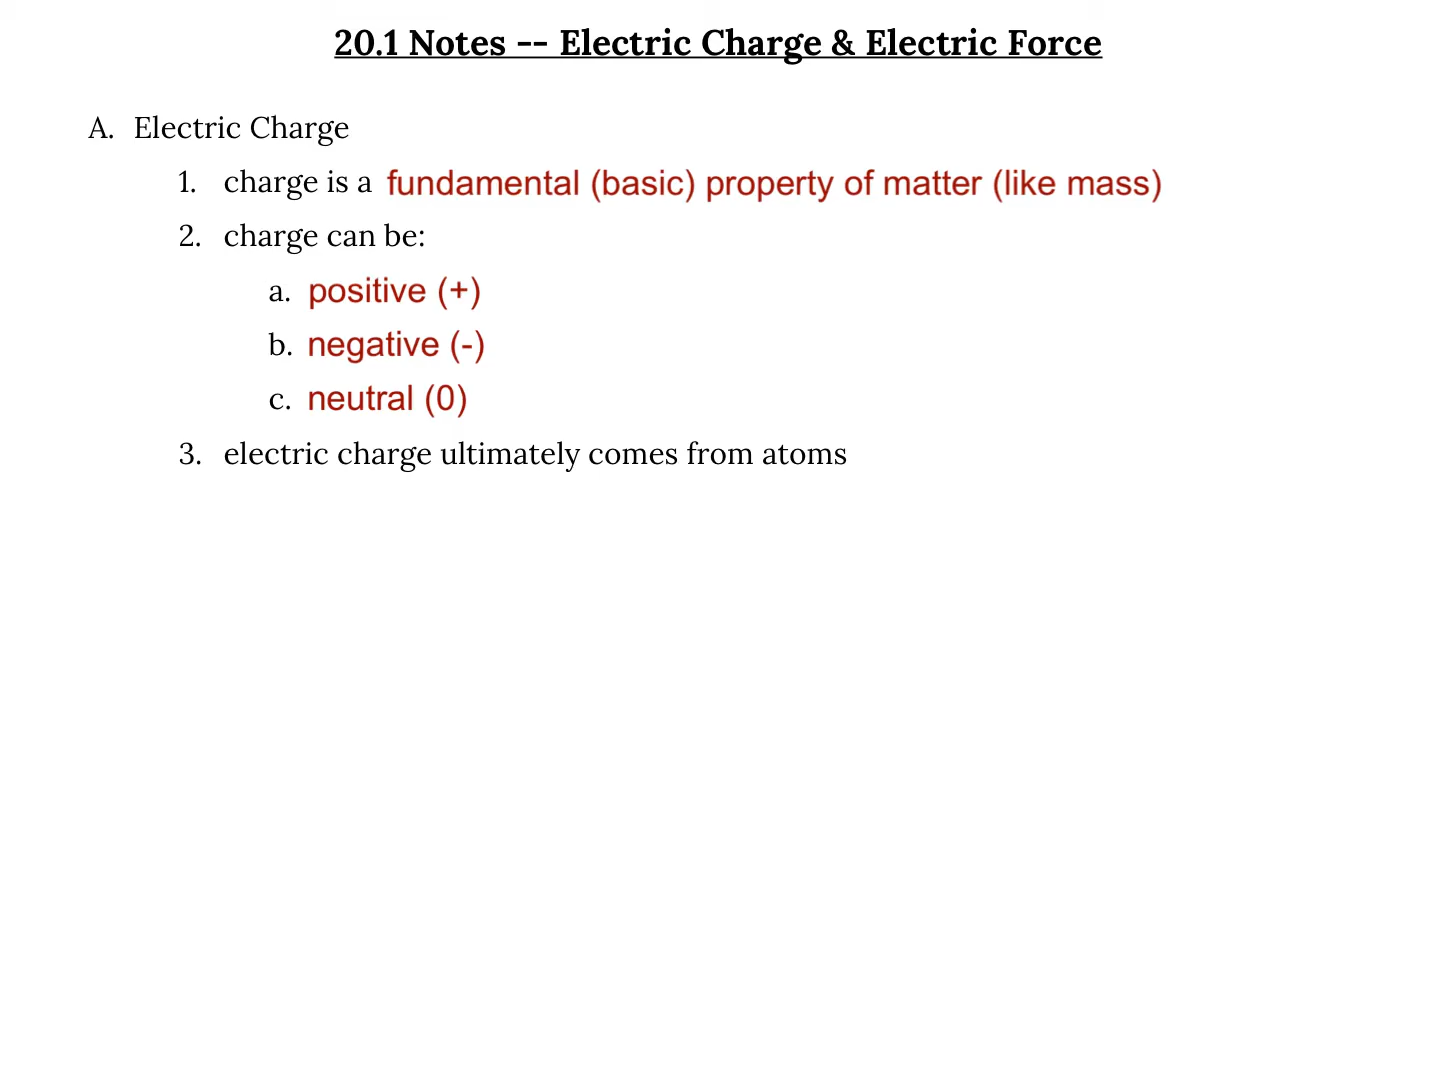 20.1 Notes -- Electric Charge & Electric Force
A. Electric Charge
1. charge is a fundamental (basic) property of matter (like mass)
2. charge can be:
a. positive (+)
b. negative (-)
c. neutral (0)
3. electric charge ultimately comes from atoms